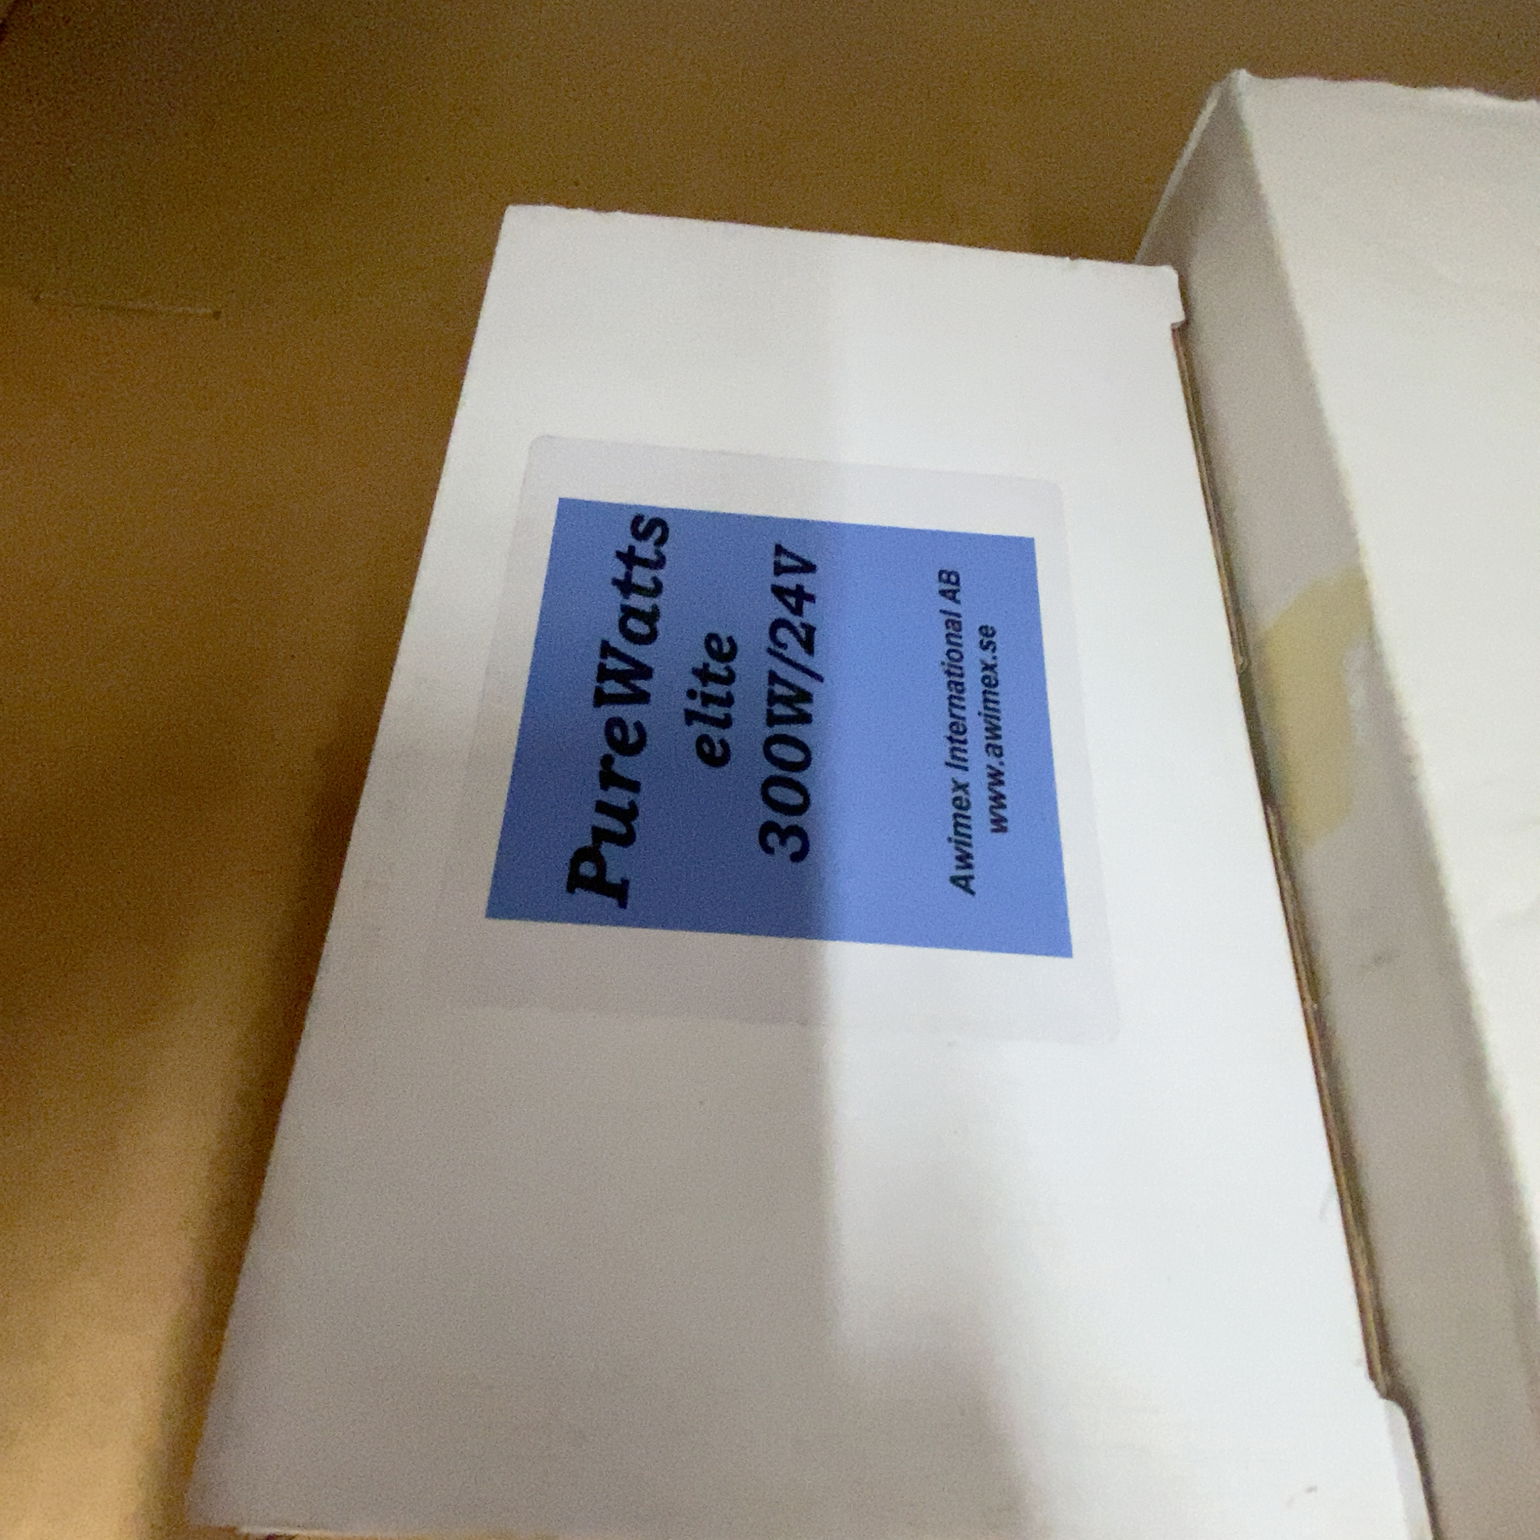 PureWatts
elite
300W/24V
Awimex International AB
www.awimex.se